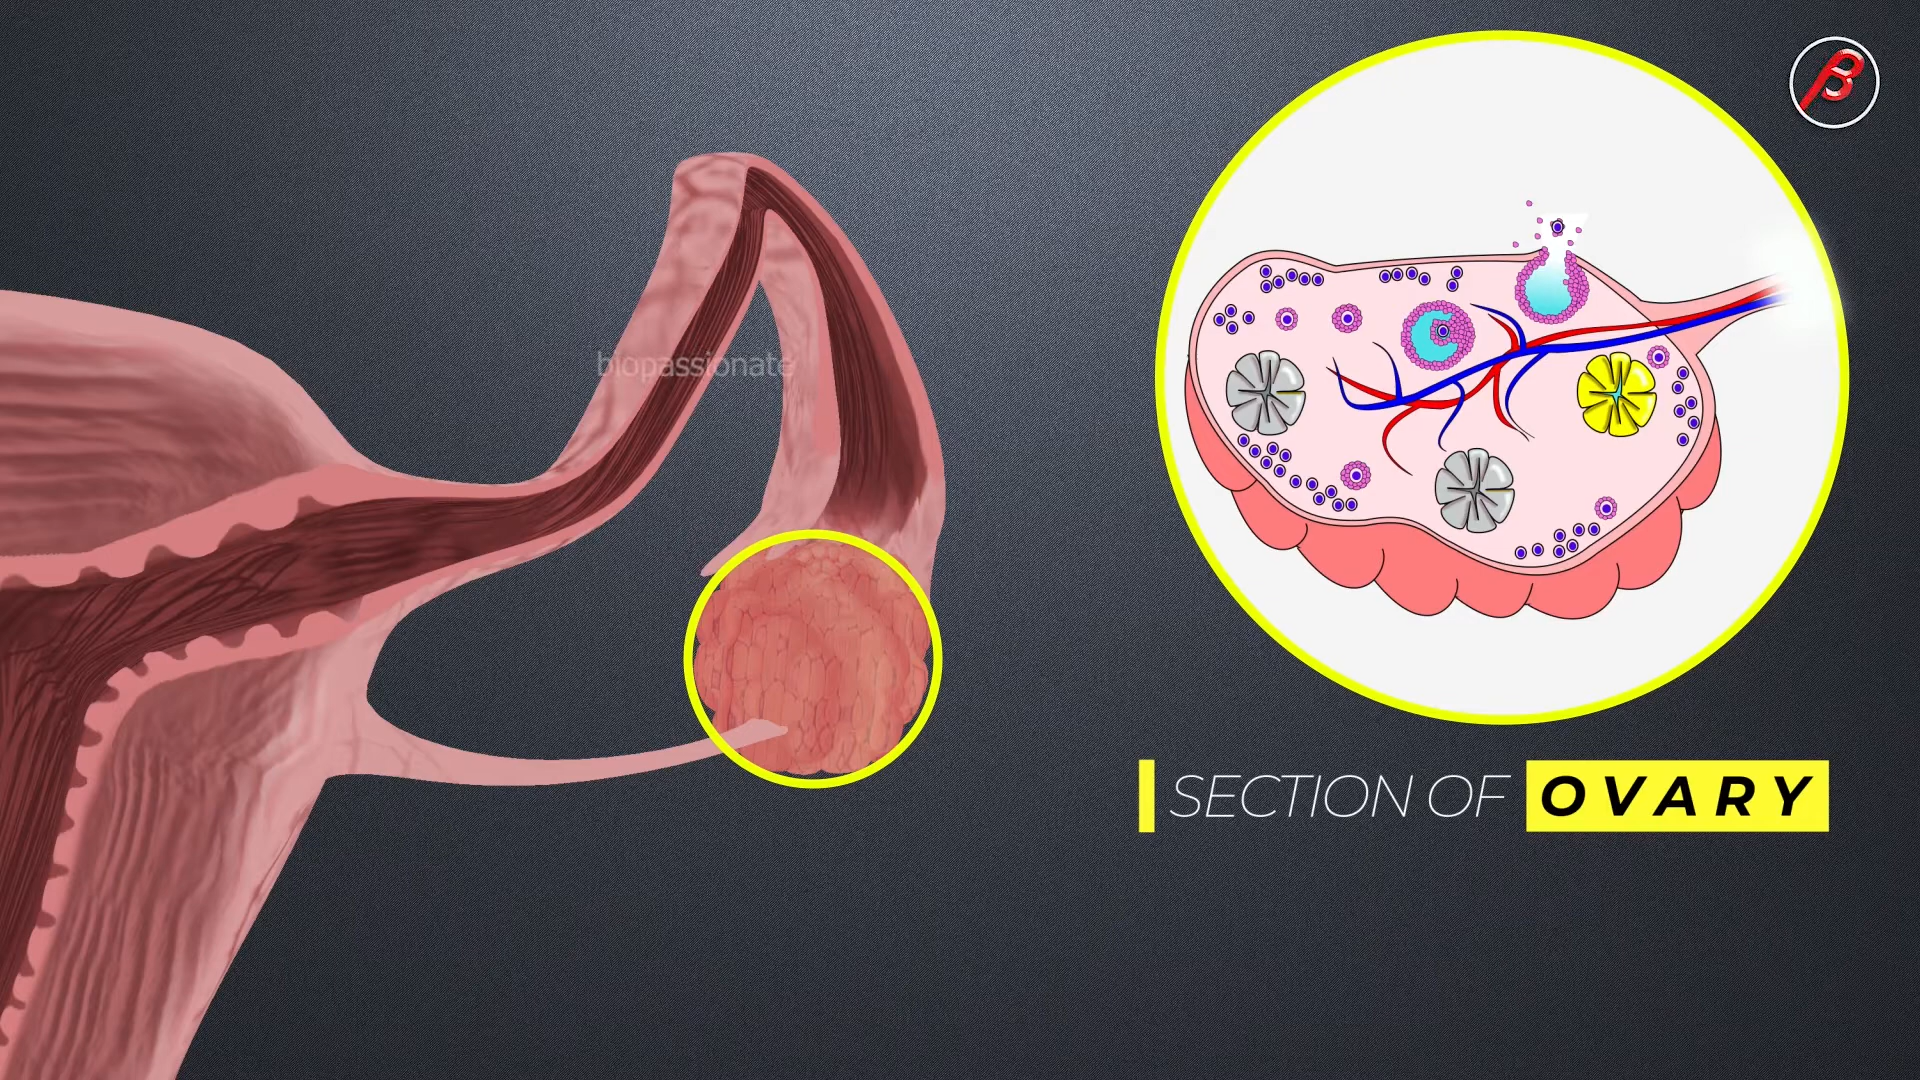 β
biopassionate
SECTION OF OVARY